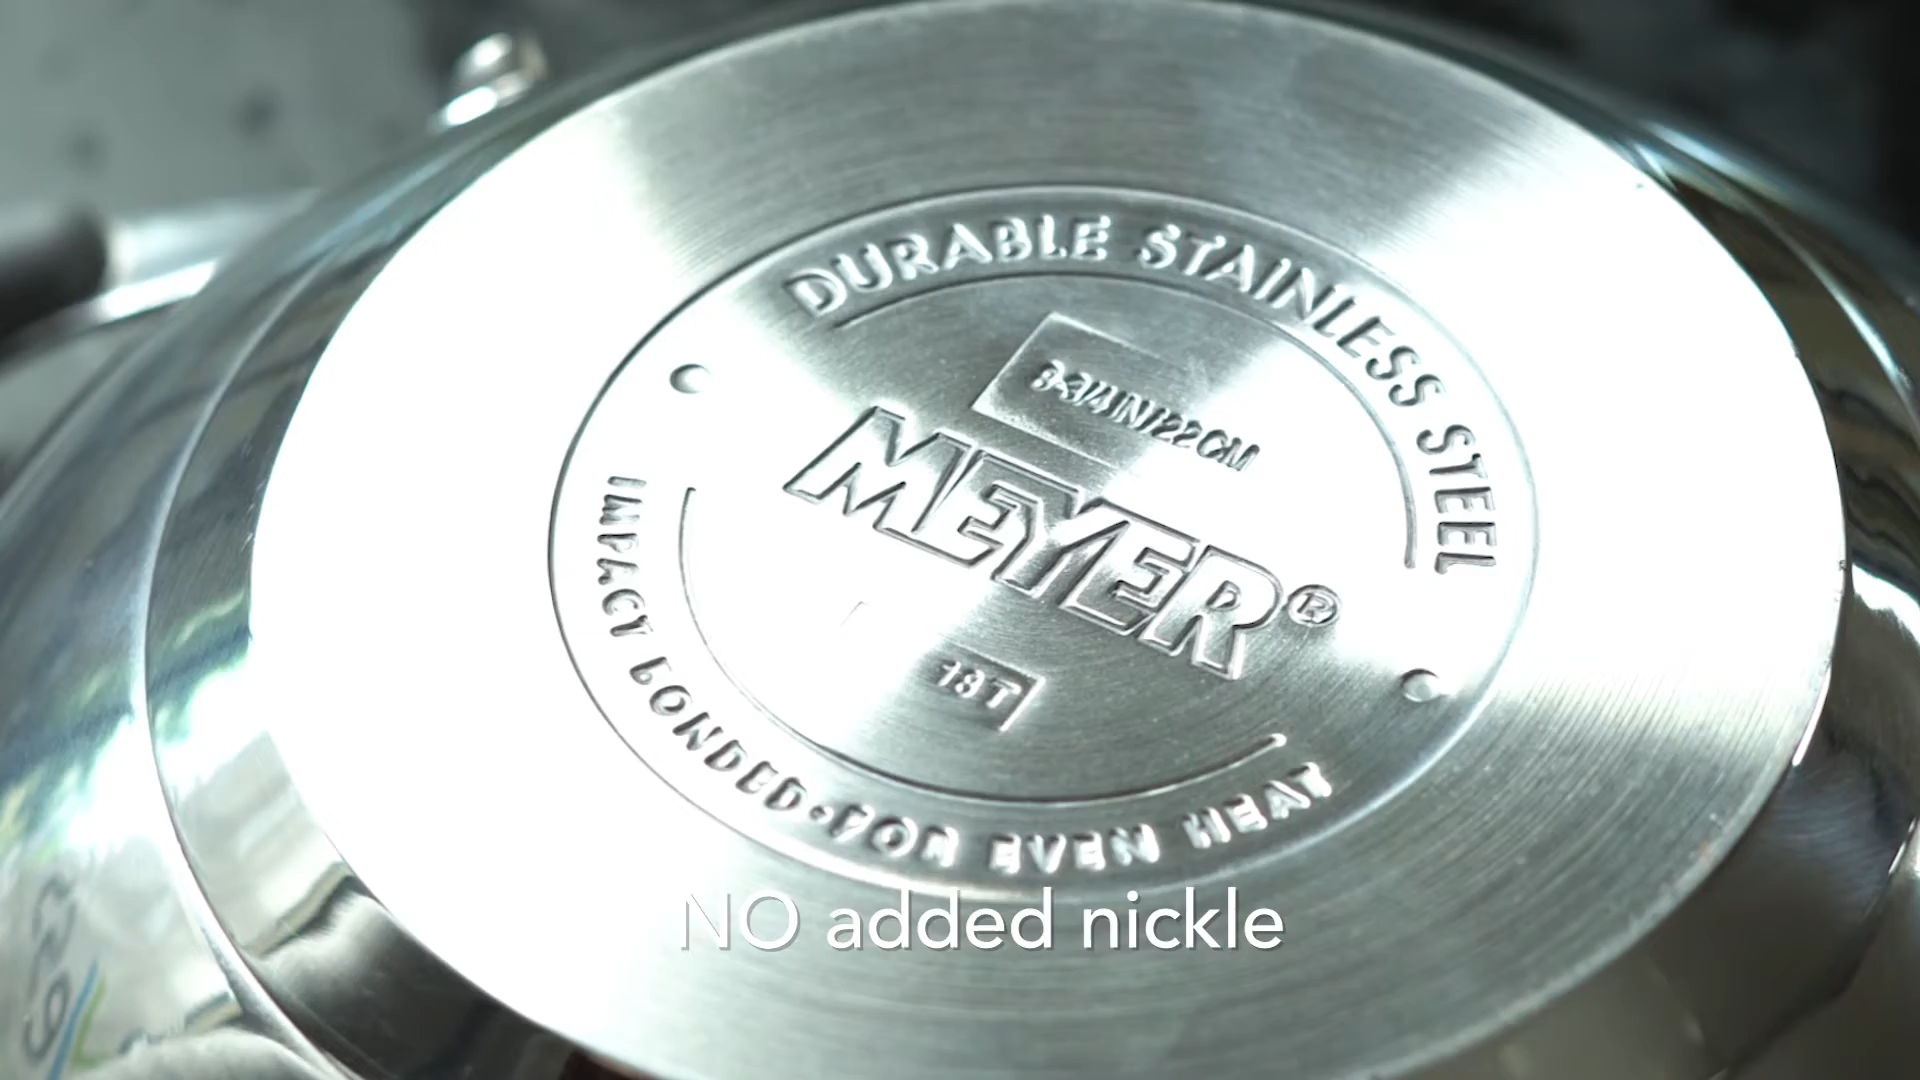 DURABLE STAINLESS STEEL
8-3/4IN/22CM
MEYER®
18T
IMPACT BONDED·FOR EVEN HEAT
NO added nickle